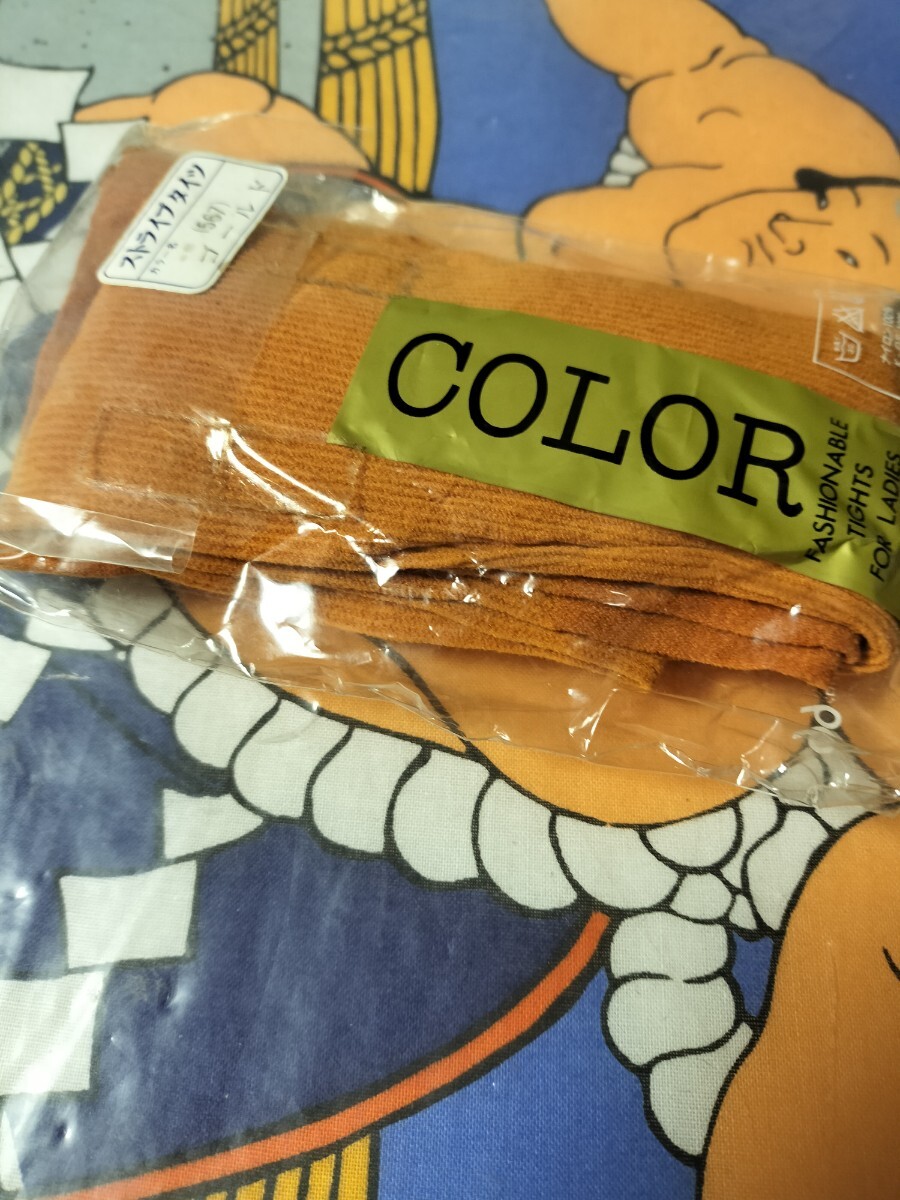 ストライプタイツ
カラー名
(5571)
ゴールド
COLOR
FASHIONABLE
TIGHTS
FOR LADIES